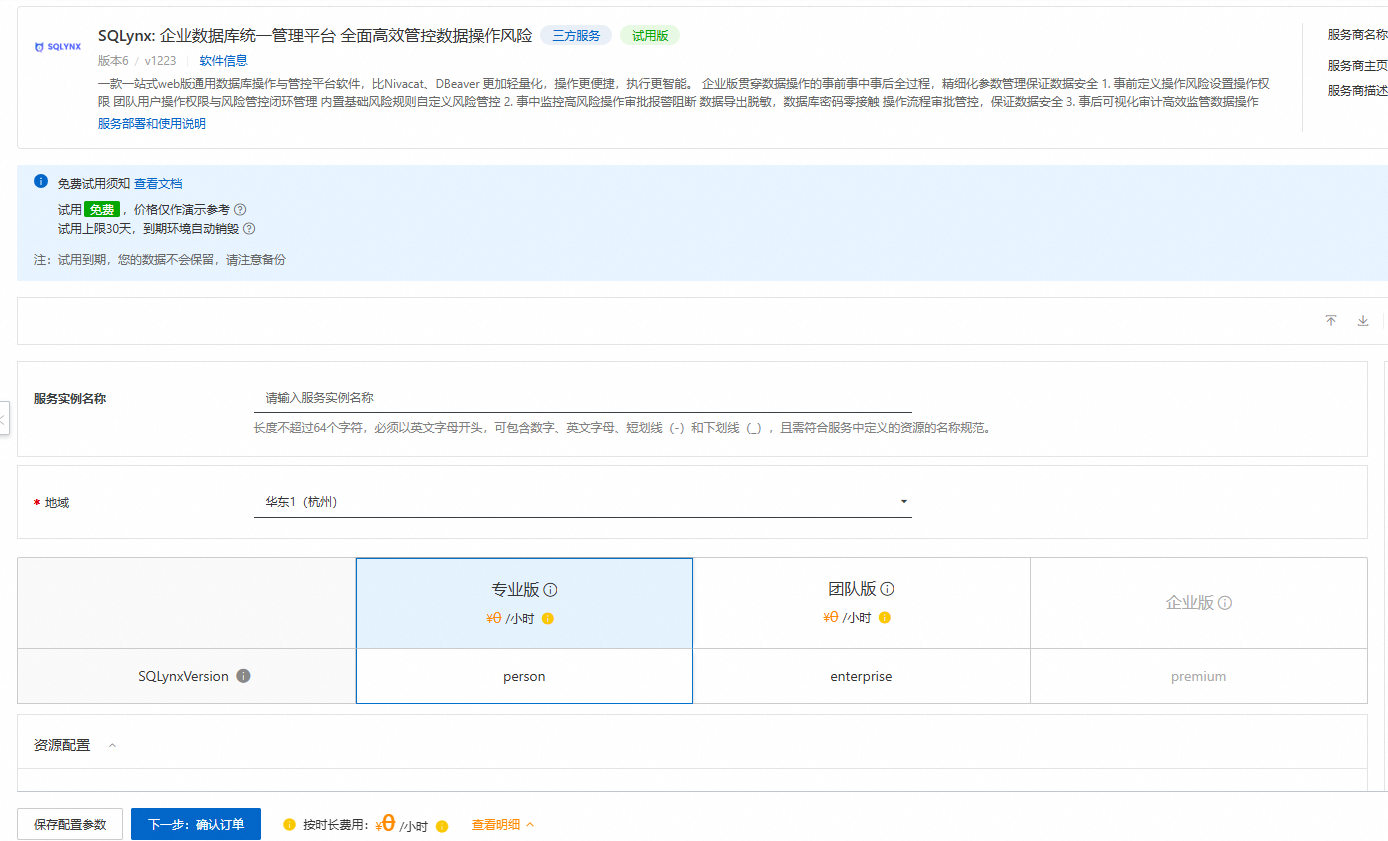 SQLYNX
SQLynx: 企业数据库统一管理平台 全面高效管控数据操作风险 三方服务 试用版
版本6 / v1223 软件信息
一款一站式web版通用数据库操作与管控平台软件，比Nivacat、DBeaver 更加轻量化，操作更便捷，执行更智能。 企业版贯穿数据操作的事前事中事后全过程，精细化参数管理保证数据安全 1. 事前定义操作风险设置操作权
限 团队用户操作权限与风险管控闭环管理 内置基础风险规则自定义风险管控 2. 事中监控高风险操作审批报警阻断 数据导出脱敏，数据库密码零接触 操作流程审批管控，保证数据安全 3. 事后可视化审计高效监管数据操作
服务部署和使用说明
服务商名称
服务商主页
服务商描述
免费试用须知 查看文档
试用 免费 ，价格仅作演示参考
试用上限30天，到期环境自动销毁
注：试用到期，您的数据不会保留，请注意备份
服务实例名称
请输入服务实例名称
长度不超过64个字符，必须以英文字母开头，可包含数字、英文字母、短划线（-）和下划线（_），且需符合服务中定义的资源的名称规范。
* 地域
华东1（杭州）
专业版
¥0 /小时
团队版
¥0 /小时
企业版
SQLynxVersion
person
enterprise
premium
资源配置
保存配置参数
下一步：确认订单
按时长费用：¥0 /小时
查看明细